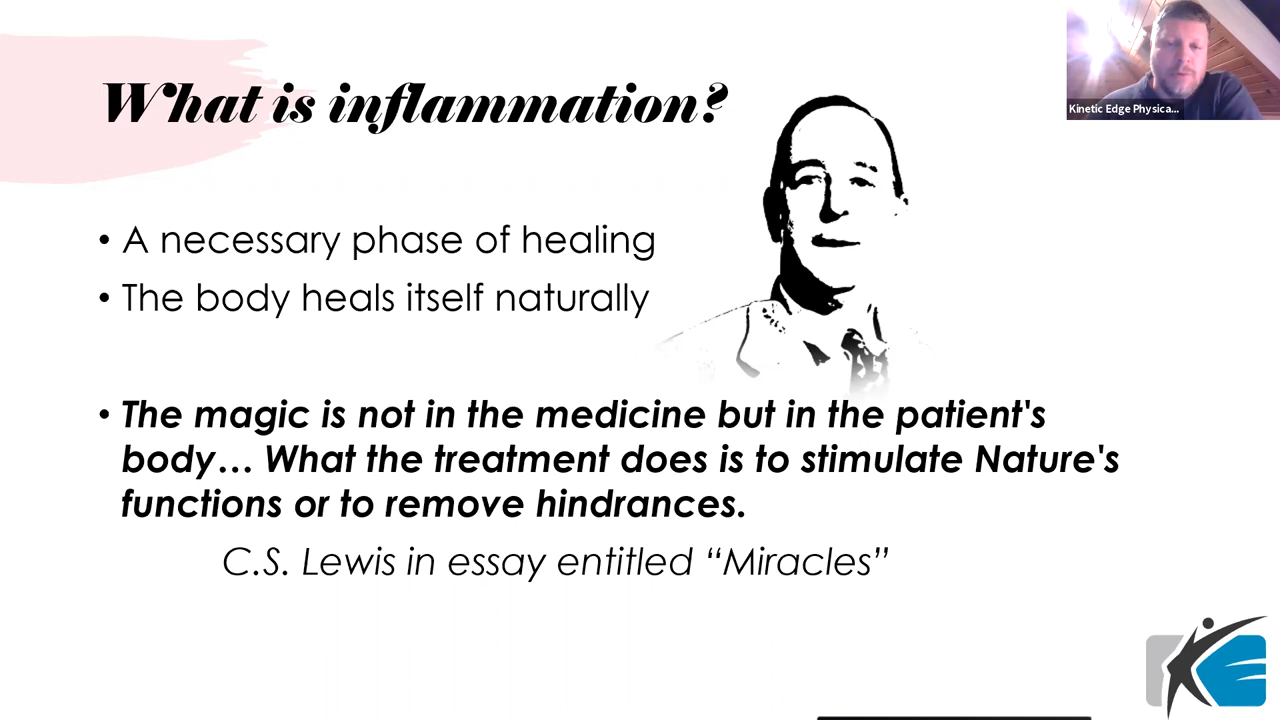 What is inflammation?
Kinetic Edge Physica...
• A necessary phase of healing
• The body heals itself naturally
• The magic is not in the medicine but in the patient's
body... What the treatment does is to stimulate Nature's
functions or to remove hindrances.
C.S. Lewis in essay entitled “Miracles”